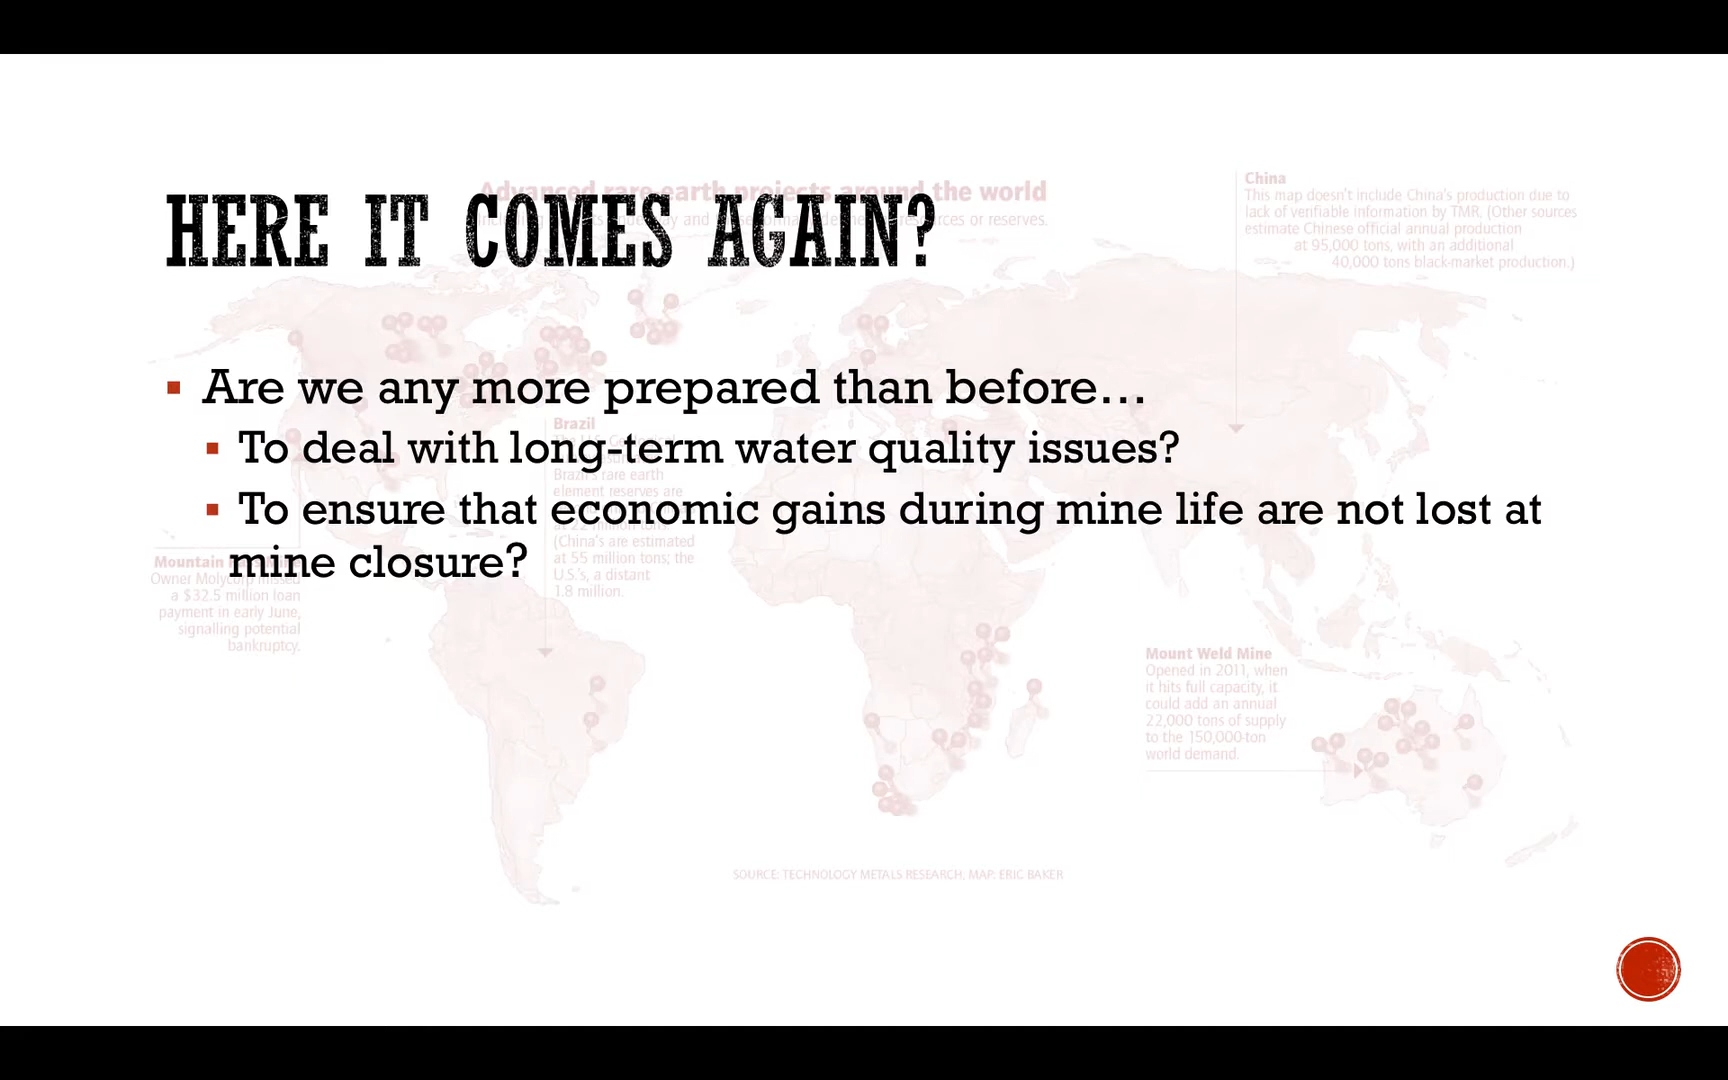 HERE IT COMES AGAIN?
Advanced rare-earth projects around the world
and
or reserves.
China
This map doesn't include China's production due to
lack of verifiable information by TMR. (Other sources
estimate Chinese official annual production
at 95,000 tons, with an additional
40,000 tons black-market production.)
▪ Are we any more prepared than before…
▪ To deal with long-term water quality issues?
▪ To ensure that economic gains during mine life are not lost at
mine closure?
Brazil
Brazil's rare earth
element reserves are
(China's are estimated
at 55 million tons; the
U.S.'s, a distant
1.8 million.
Mountain
Owner Molycorp missed
a $32.5 million loan
payment in early June,
signalling potential
bankruptcy.
Mount Weld Mine
Opened in 2011, when
it hits full capacity, it
could add an annual
22,000 tons of supply
to the 150,000-ton
world demand.
SOURCE: TECHNOLOGY METALS RESEARCH; MAP: ERIC BAKER